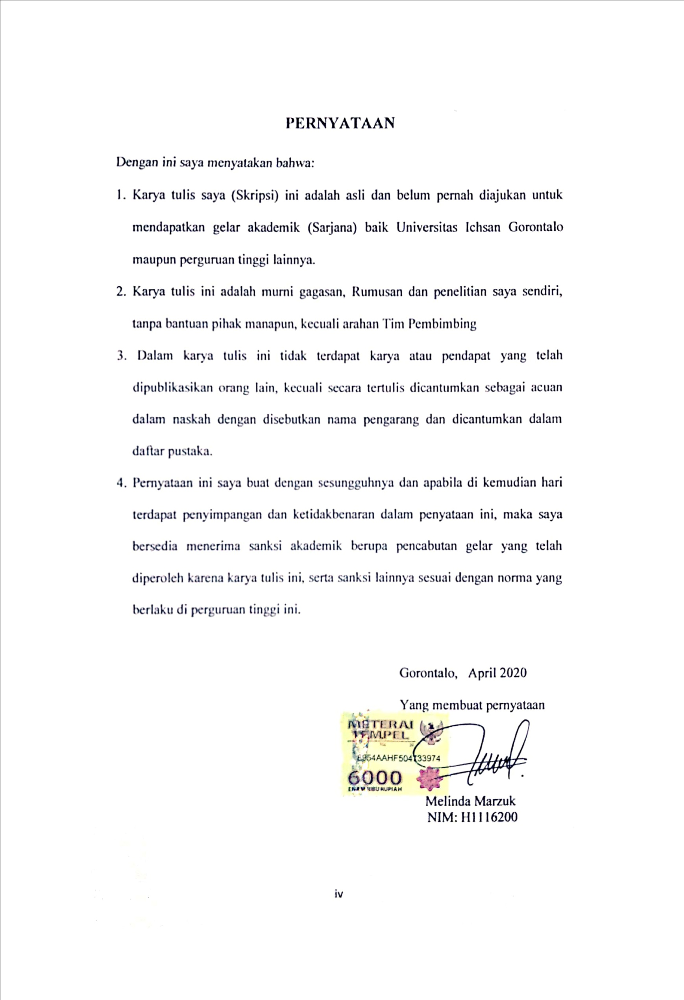 PERNYATAAN
Dengan ini saya menyatakan bahwa:
1. Karya tulis saya (Skripsi) ini adalah asli dan belum pernah diajukan untuk
mendapatkan gelar akademik (Sarjana) baik Universitas Ichsan Gorontalo
maupun perguruan tinggi lainnya.
2. Karya tulis ini adalah murni gagasan, Rumusan dan penelitian saya sendiri,
tanpa bantuan pihak manapun, kecuali arahan Tim Pembimbing
3. Dalam karya tulis ini tidak terdapat karya atau pendapat yang telah
dipublikasikan orang lain, kecuali secara tertulis dicantumkan sebagai acuan
dalam naskah dengan disebutkan nama pengarang dan dicantumkan dalam
daftar pustaka.
4. Pernyataan ini saya buat dengan sesungguhnya dan apabila di kemudian hari
terdapat penyimpangan dan ketidakbenaran dalam penyataan ini, maka saya
bersedia menerima sanksi akademik berupa pencabutan gelar yang telah
diperoleh karena karya tulis ini, serta sanksi lainnya sesuai dengan norma yang
berlaku di perguruan tinggi ini.
Gorontalo, April 2020
Yang membuat pernyataan
METERAI
TEMPEL
6000
ENAM RIBU RUPIAH
Melinda Marzuk
NIM: H1116200
iv